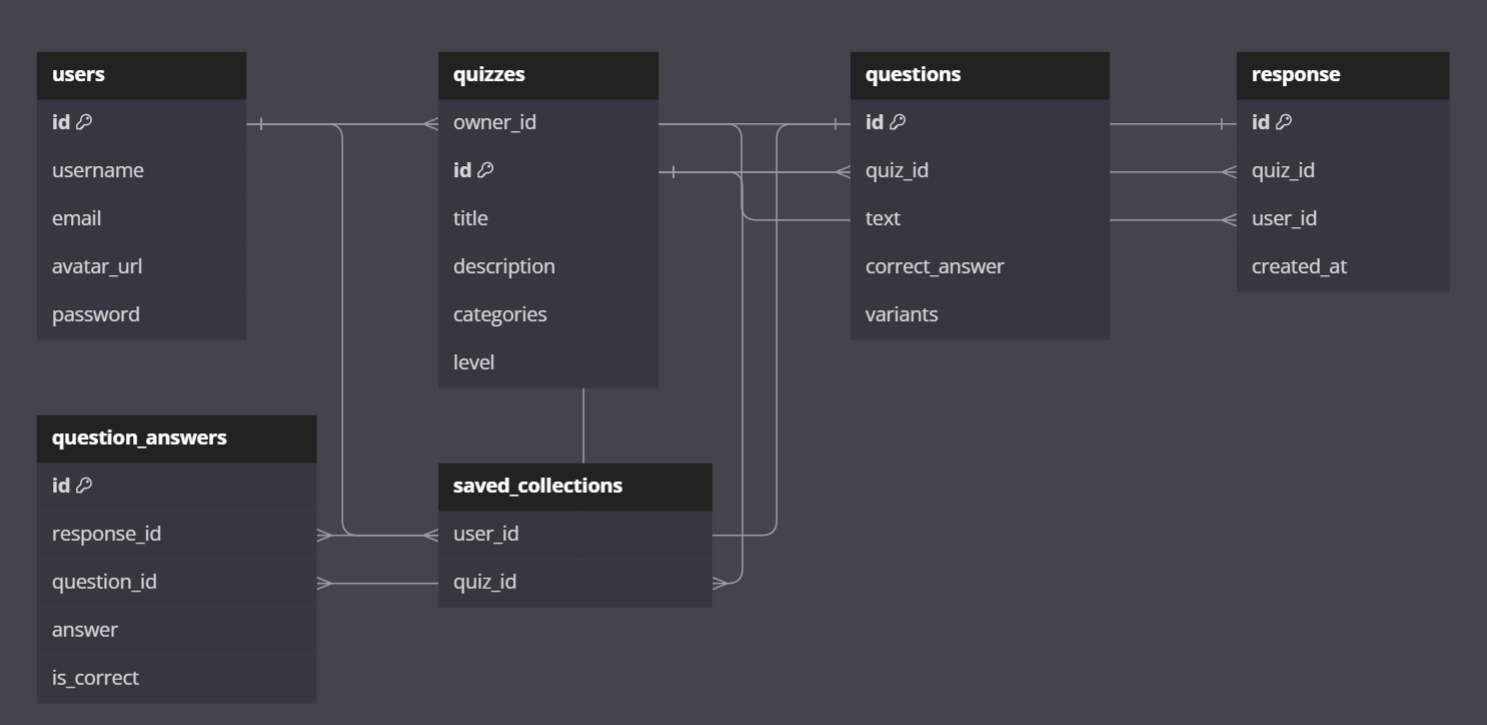 users
id
username
email
avatar_url
password
quizzes
owner_id
id
title
description
categories
level
questions
id
quiz_id
text
correct_answer
variants
response
id
quiz_id
user_id
created_at
question_answers
id
response_id
question_id
answer
is_correct
saved_collections
user_id
quiz_id